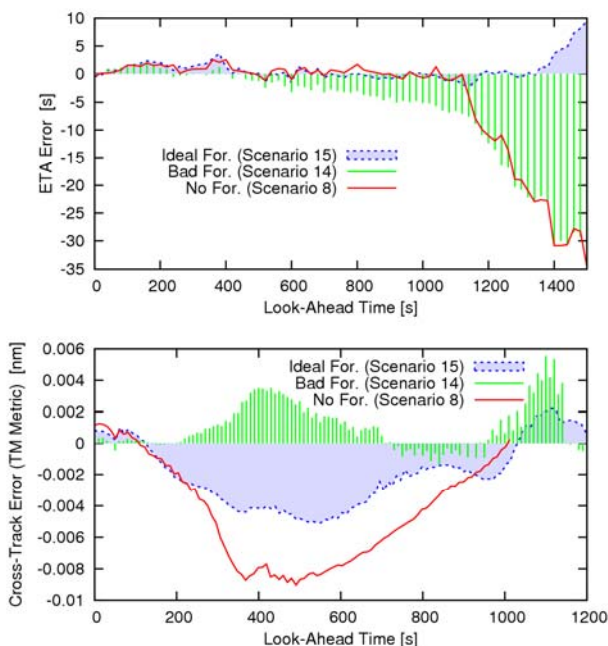 10
5
0
-5
-10
-15
-20
-25
-30
-35
ETA Error [s]
Ideal For. (Scenario 15)
Bad For. (Scenario 14)
No For. (Scenario 8)
0 200 400 600 800 1000 1200 1400
Look-Ahead Time [s]
0.006
0.004
0.002
0
-0.002
-0.004
-0.006
-0.008
-0.01
Cross-Track Error (TM Metric) [nm]
Ideal For. (Scenario 15)
Bad For. (Scenario 14)
No For. (Scenario 8)
0 200 400 600 800 1000 1200
Look-Ahead Time [s]